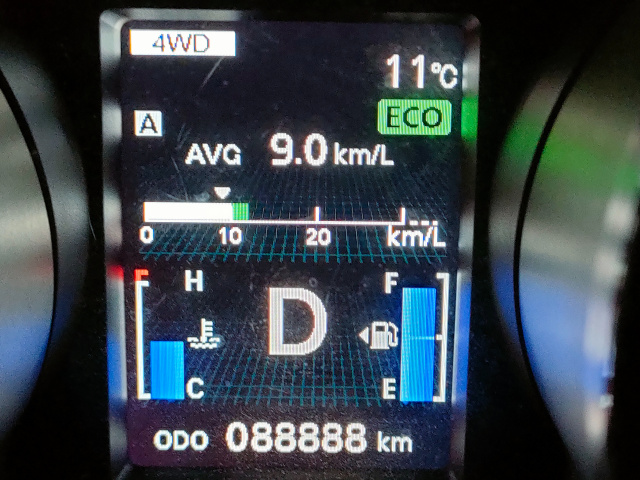 4WD
11°C
ECO
A
AVG 9.0 km/L
0 10 20 km/L
H F
D
C E
ODO 088888 km